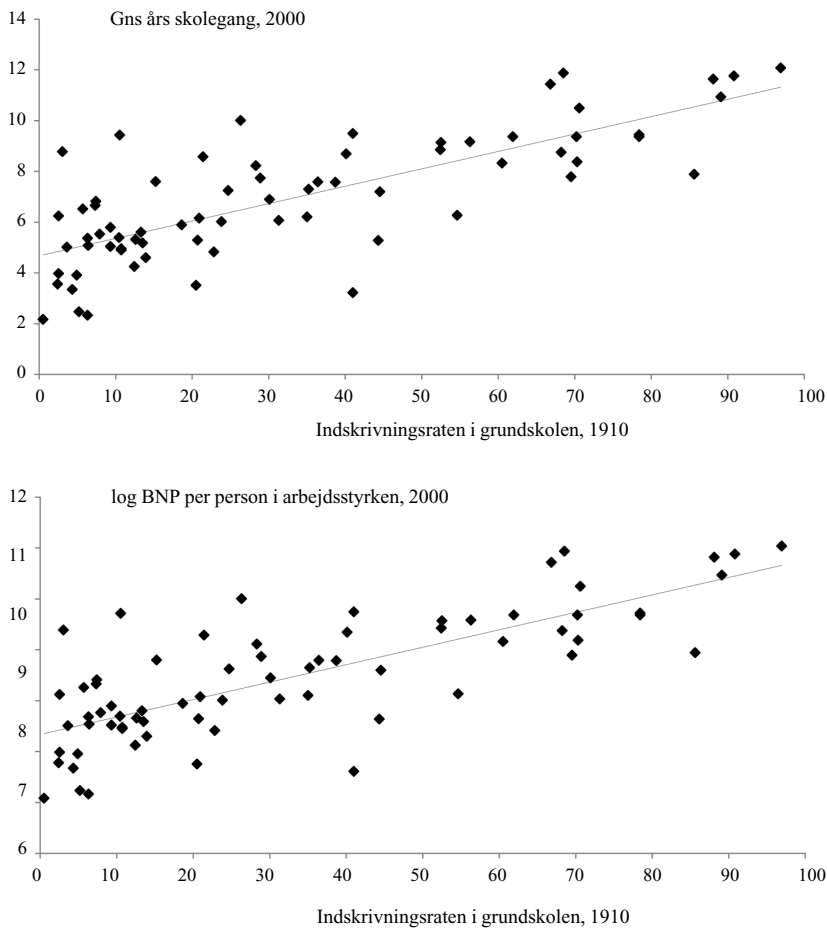 Gns års skolegang, 2000
14
12
10
8
6
4
2
0
0 10 20 30 40 50 60 70 80 90 100
Indskrivningsraten i grundskolen, 1910
log BNP per person i arbejdsstyrken, 2000
12
11
10
9
8
7
6
0 10 20 30 40 50 60 70 80 90 100
Indskrivningsraten i grundskolen, 1910